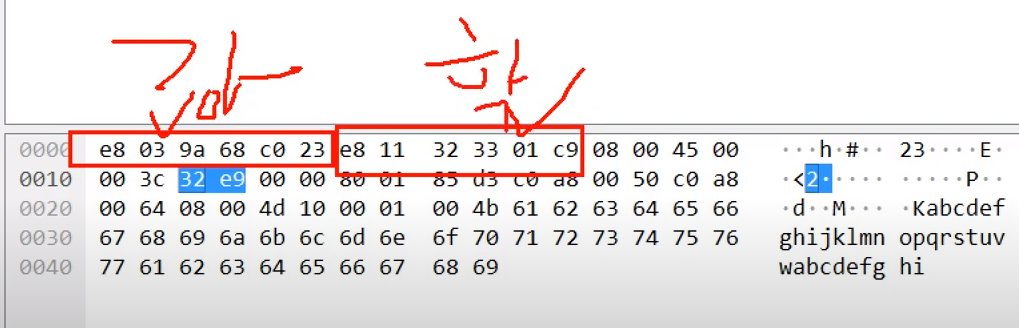 0000 e8 03 9a 68 c0 23 e8 11 32 33 01 c9 08 00 45 00 ···h·#·· 23····E·
0010 00 3c 32 e9 00 00 80 01 85 d3 c0 a8 00 50 c0 a8 ·<2····· ·····P··
0020 00 64 08 00 4d 10 00 01 00 4b 61 62 63 64 65 66 ·d··M··· ·Kabcdef
0030 67 68 69 6a 6b 6c 6d 6e 6f 70 71 72 73 74 75 76 ghijklmn opqrstuv
0040 77 61 62 63 64 65 66 67 68 69 wabcdefg hi